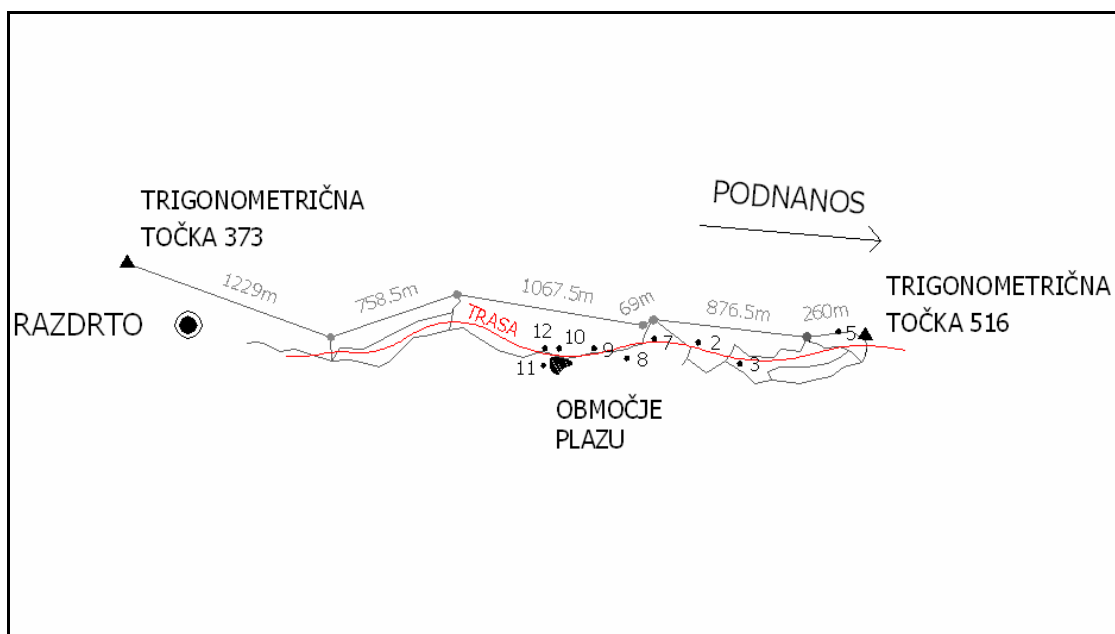 PODNANOS
TRIGONOMETRIČNA
TOČKA 373
TRIGONOMETRIČNA
TOČKA 516
RAZDRTO
1229m
758.5m
1067.5m
69m
876.5m
260m
TRASA
12
10
9
11
8
7
2
3
5
OBMOČJE
PLAZU